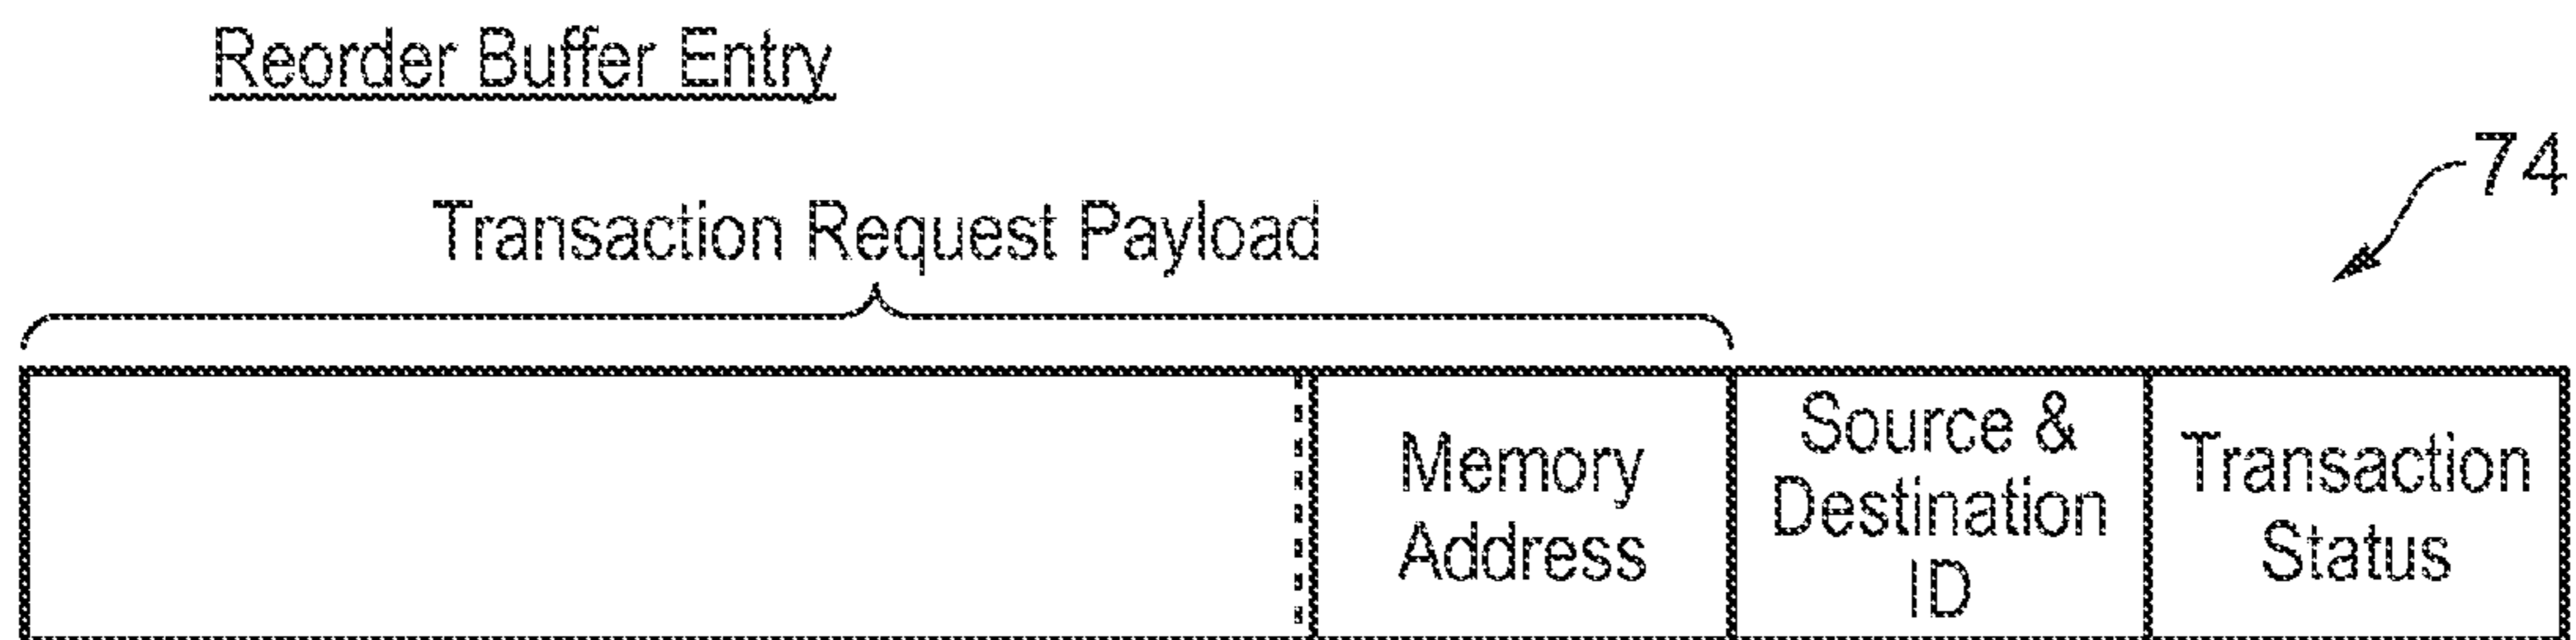 Reorder Buffer Entry
74
Transaction Request Payload
Memory
Address
Source &
Destination
ID
Transaction
Status